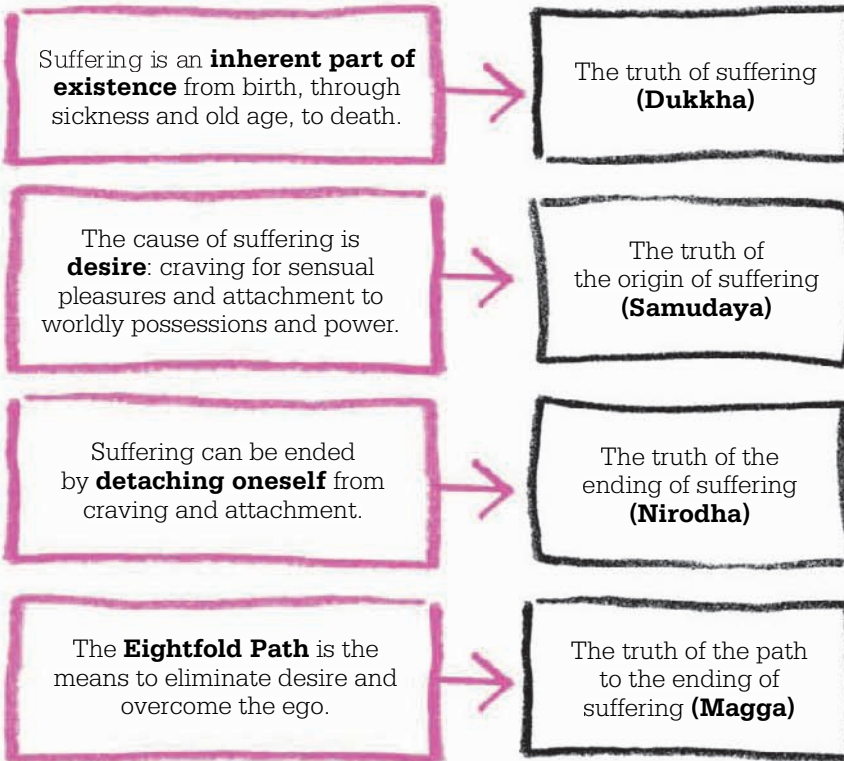 Suffering is an inherent part of
existence from birth, through
sickness and old age, to death.
The truth of suffering
(Dukkha)
The cause of suffering is
desire: craving for sensual
pleasures and attachment to
worldly possessions and power.
The truth of
the origin of suffering
(Samudaya)
Suffering can be ended
by detaching oneself from
craving and attachment.
The truth of the
ending of suffering
(Nirodha)
The Eightfold Path is the
means to eliminate desire and
overcome the ego.
The truth of the path
to the ending of
suffering (Magga)